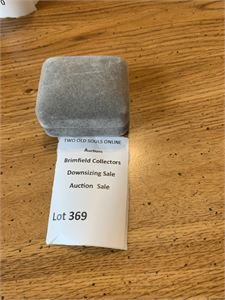 TWO OLD SOULS ONLINE
Auctions
Brimfield Collectors
Downsizing Sale
Auction Sale
Lot 369